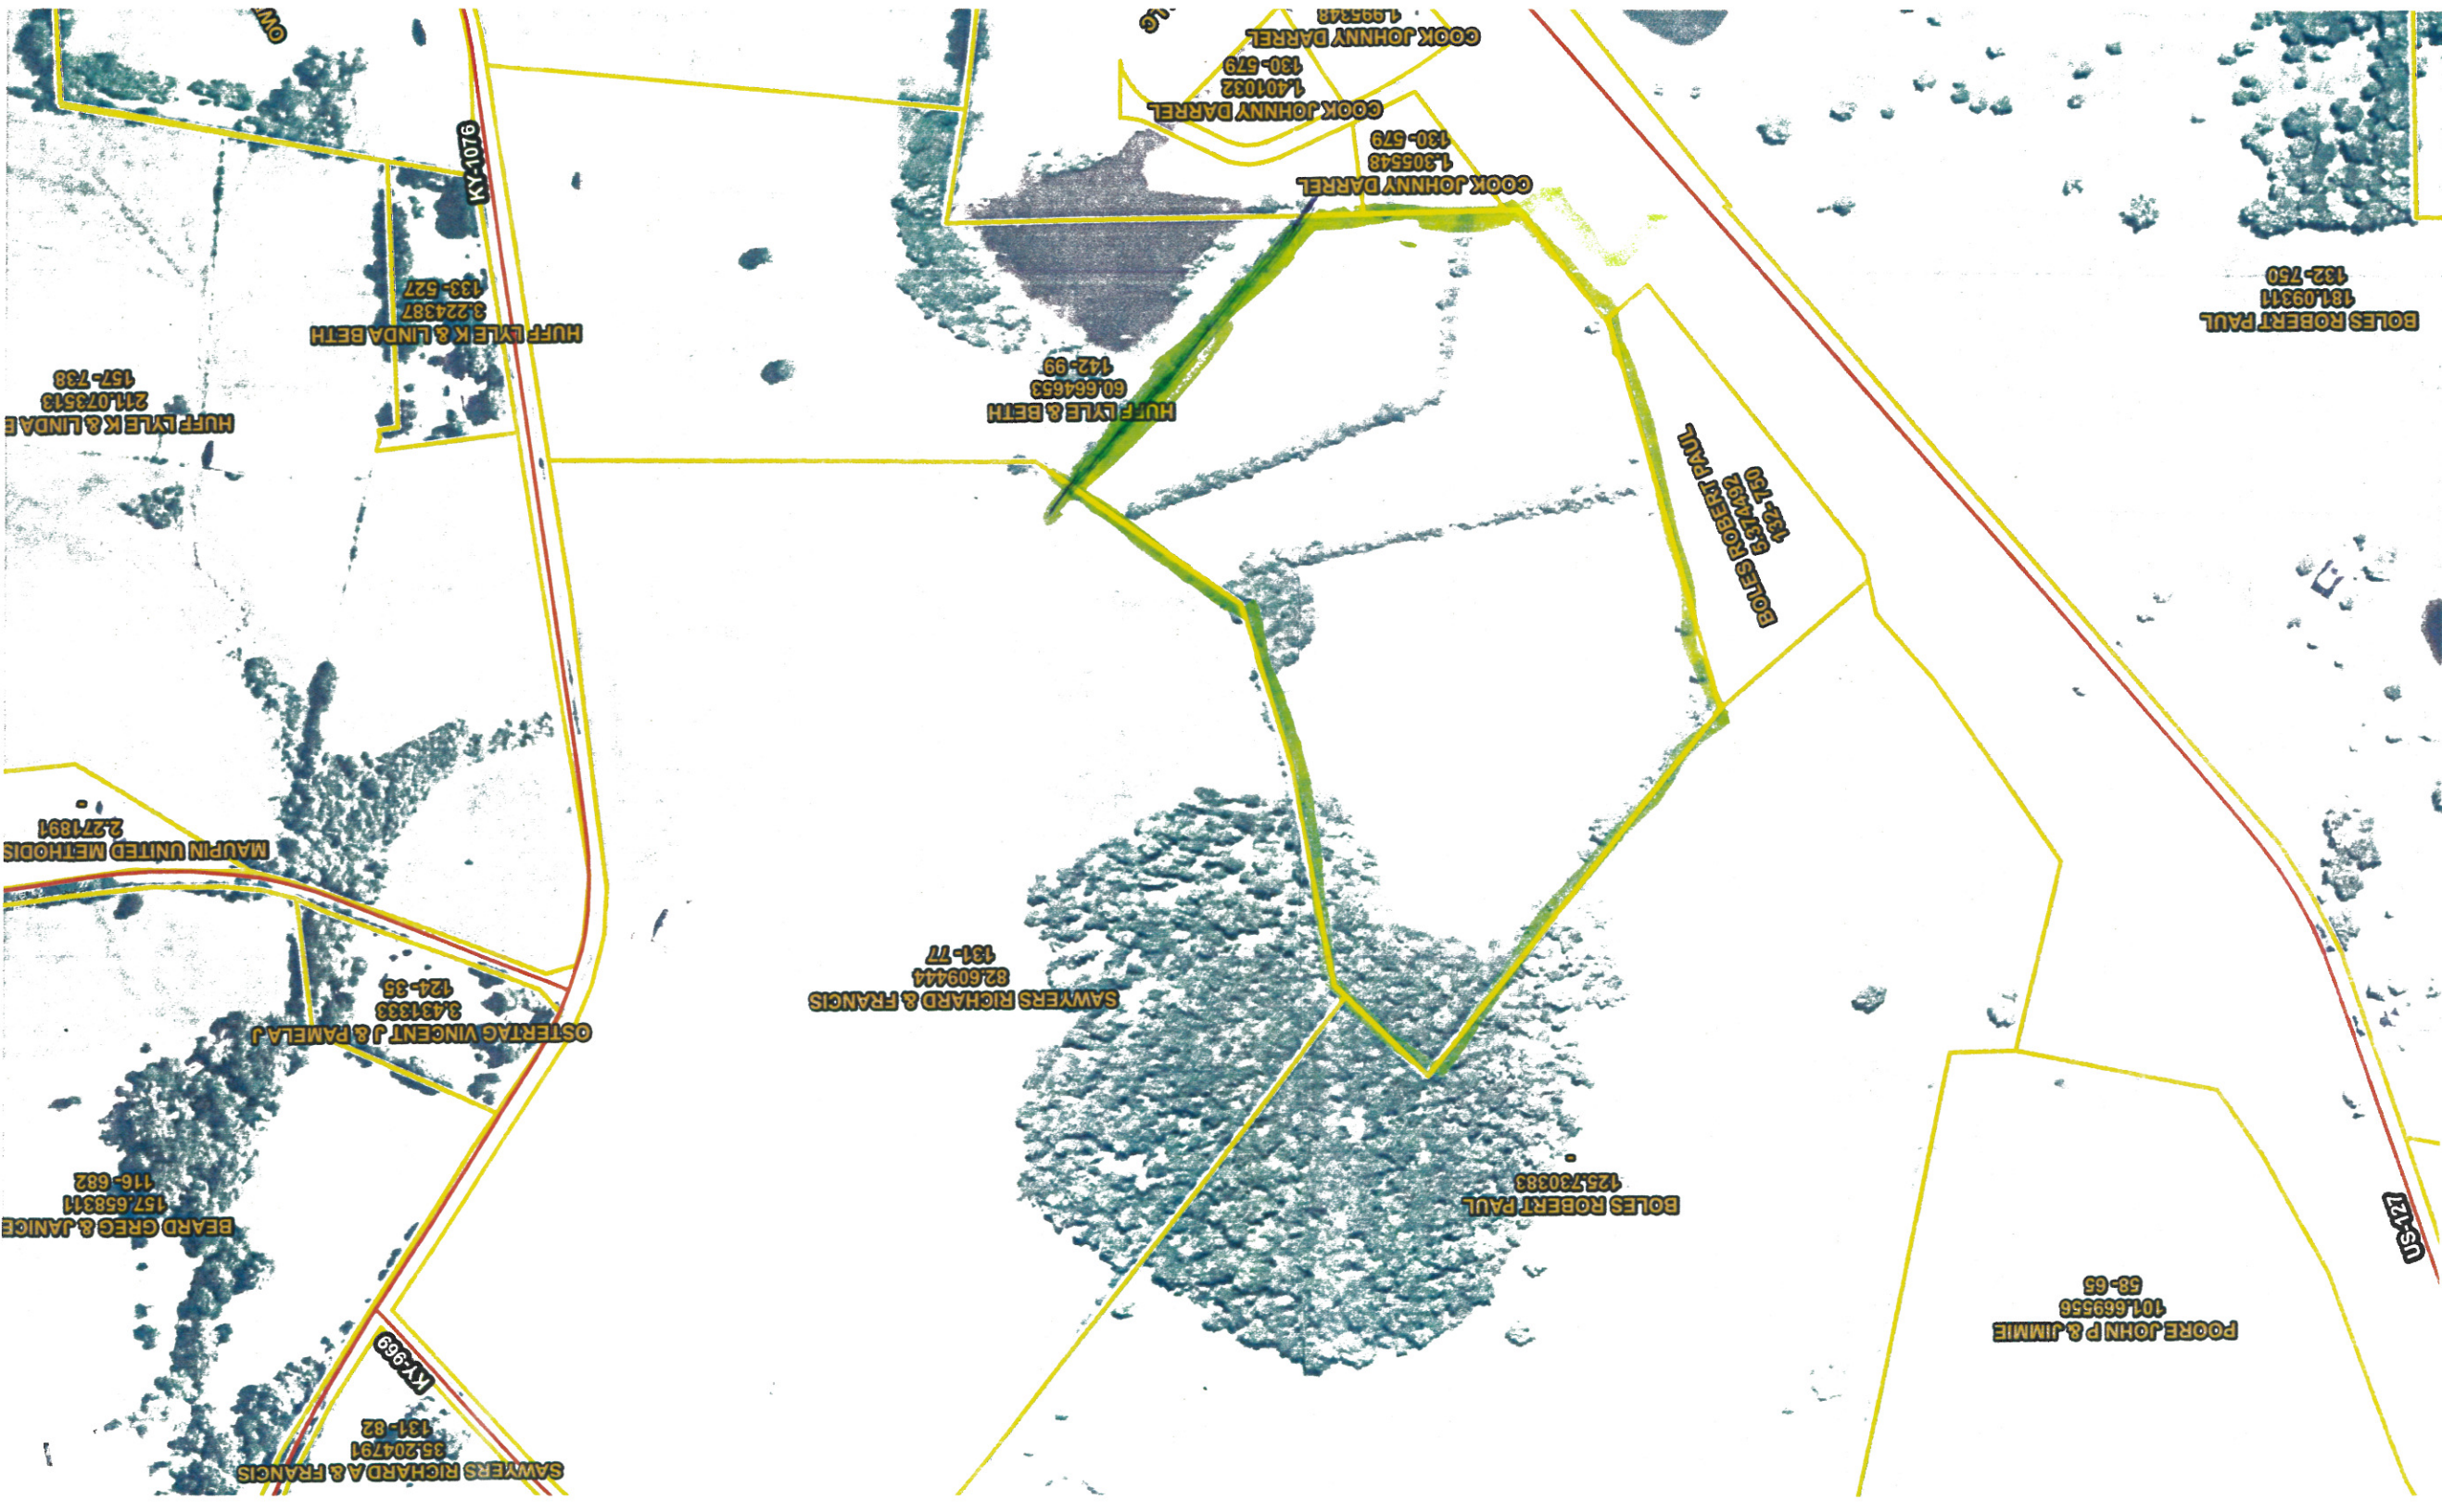 SAWYERS RICHARD A & FRANCIS
35.204791
131- 82
KY-969
POORE JOHN P & JIMMIE
101.669556
58- 65
US-127
BEARD GREG & JANICE
157.658311
116- 682
BOLES ROBERT PAUL
125.730383
-
OSTERTAG VINCENT J & PAMELA J
3.431333
124- 35
SAWYERS RICHARD & FRANCIS
82.609444
131- 77
MAUPIN UNITED METHODIS
2.271891
-
BOLES ROBERT PAUL
5.374492
132- 750
HUFF LYLE K & LINDA
211.073513
157- 738
HUFF LYLE & BETH
60.664653
142- 99
HUFF LYLE K & LINDA BETH
3.224387
133- 527
BOLES ROBERT PAUL
181.09311
132- 750
COOK JOHNNY DARREL
1.305548
130- 579
KY-1076
COOK JOHNNY DARREL
1.401032
130- 579
COOK JOHNNY DARREL
1.995348